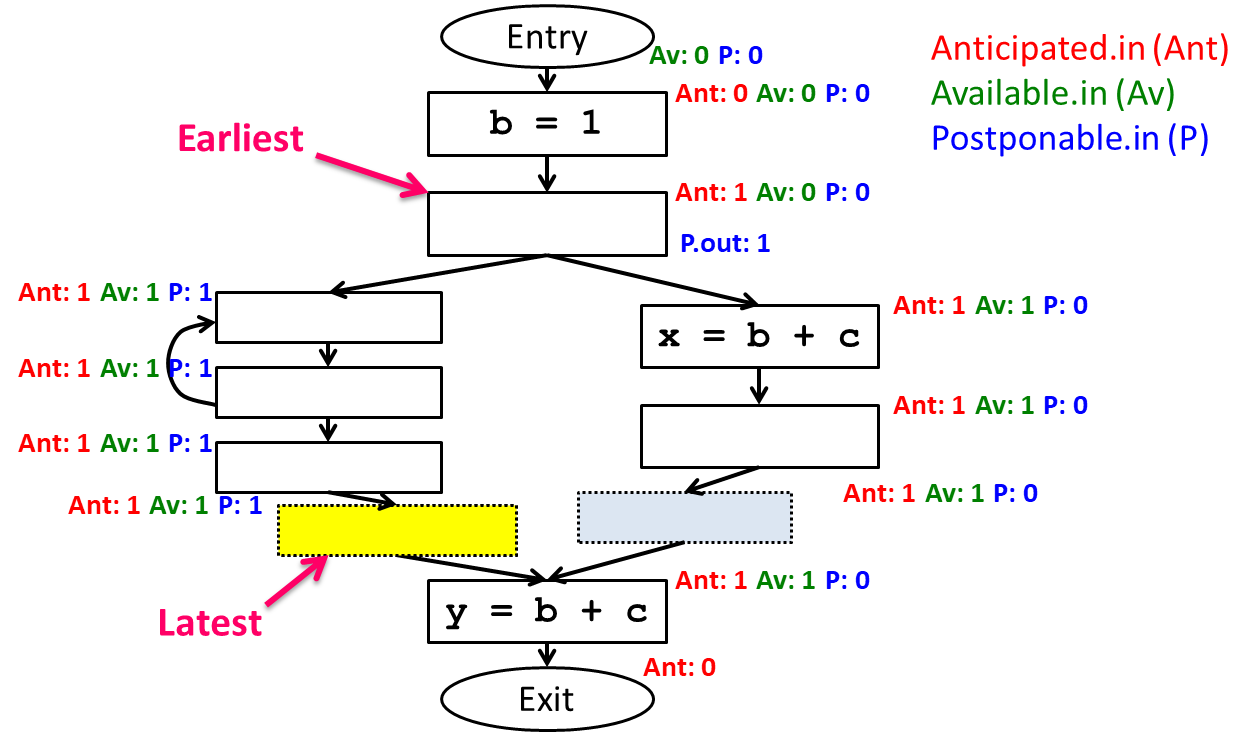 Entry
Av: 0 P: 0
Anticipated.in (Ant)
Available.in (Av)
Postponable.in (P)
b = 1
Ant: 0 Av: 0 P: 0
Earliest
Ant: 1 Av: 0 P: 0
P.out: 1
Ant: 1 Av: 1 P: 1
x = b + c
Ant: 1 Av: 1 P: 0
Ant: 1 Av: 1 P: 1
Ant: 1 Av: 1 P: 0
Ant: 1 Av: 1 P: 1
Ant: 1 Av: 1 P: 1
Ant: 1 Av: 1 P: 0
Latest
y = b + c
Ant: 1 Av: 1 P: 0
Ant: 0
Exit